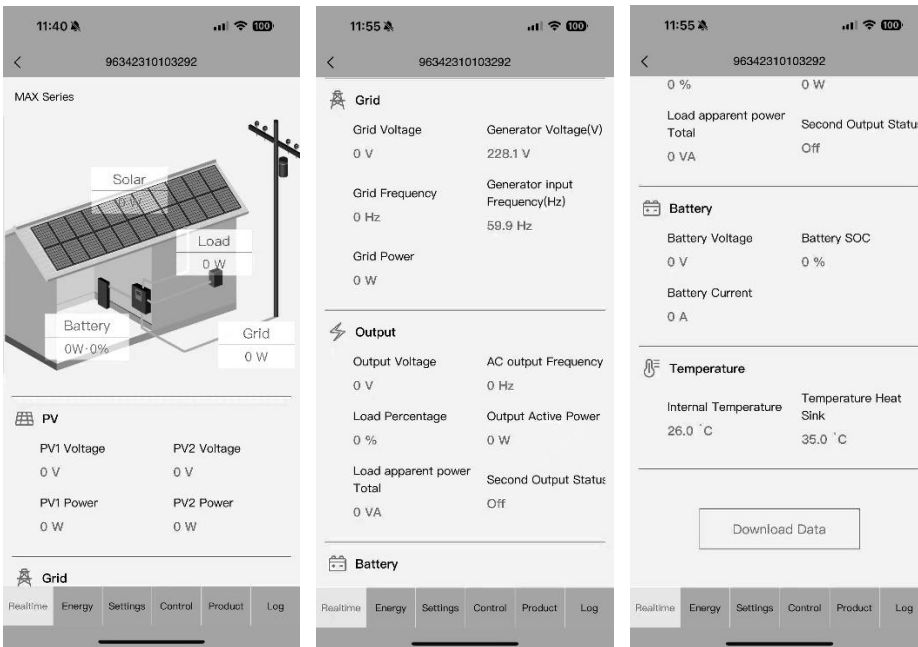 11:40
100
96342310103292
MAX Series
Solar
0 W
Load
0 W
Battery
0W·0%
Grid
0 W
PV
PV1 Voltage
PV2 Voltage
0 V
0 V
PV1 Power
PV2 Power
0 W
0 W
Grid
Realtime
Energy
Settings
Control
Product
Log
11:55
100
96342310103292
Grid
Grid Voltage
Generator Voltage(V)
0 V
228.1 V
Grid Frequency
Generator input
Frequency(Hz)
0 Hz
59.9 Hz
Grid Power
0 W
Output
Output Voltage
AC output Frequency
0 V
0 Hz
Load Percentage
Output Active Power
0 %
0 W
Load apparent power
Total
Second Output Status
0 VA
Off
Battery
Realtime
Energy
Settings
Control
Product
Log
11:55
100
96342310103292
0 %
0 W
Load apparent power
Total
Second Output Statu
0 VA
Off
Battery
Battery Voltage
Battery SOC
0 V
0 %
Battery Current
0 A
Temperature
Internal Temperature
Temperature Heat
Sink
26.0 ˚C
35.0 ˚C
Download Data
Realtime
Energy
Settings
Control
Product
Log